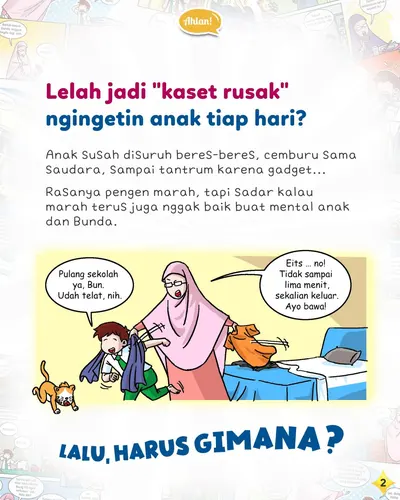 Ahlan!
Lelah jadi "kaset rusak"
ngingetin anak tiap hari?
Anak susah disuruh beres-beres, cemburu sama
saudara, sampai tantrum karena gadget...
Rasanya pengen marah, tapi sadar kalau
marah terus juga nggak baik buat mental anak
dan Bunda.
Pulang sekolah
ya, Bun.
Udah telat, nih.
Eits ... no!
Tidak sampai
lima menit,
sekalian keluar.
Ayo bawa!
LALU, HARUS GIMANA?
2